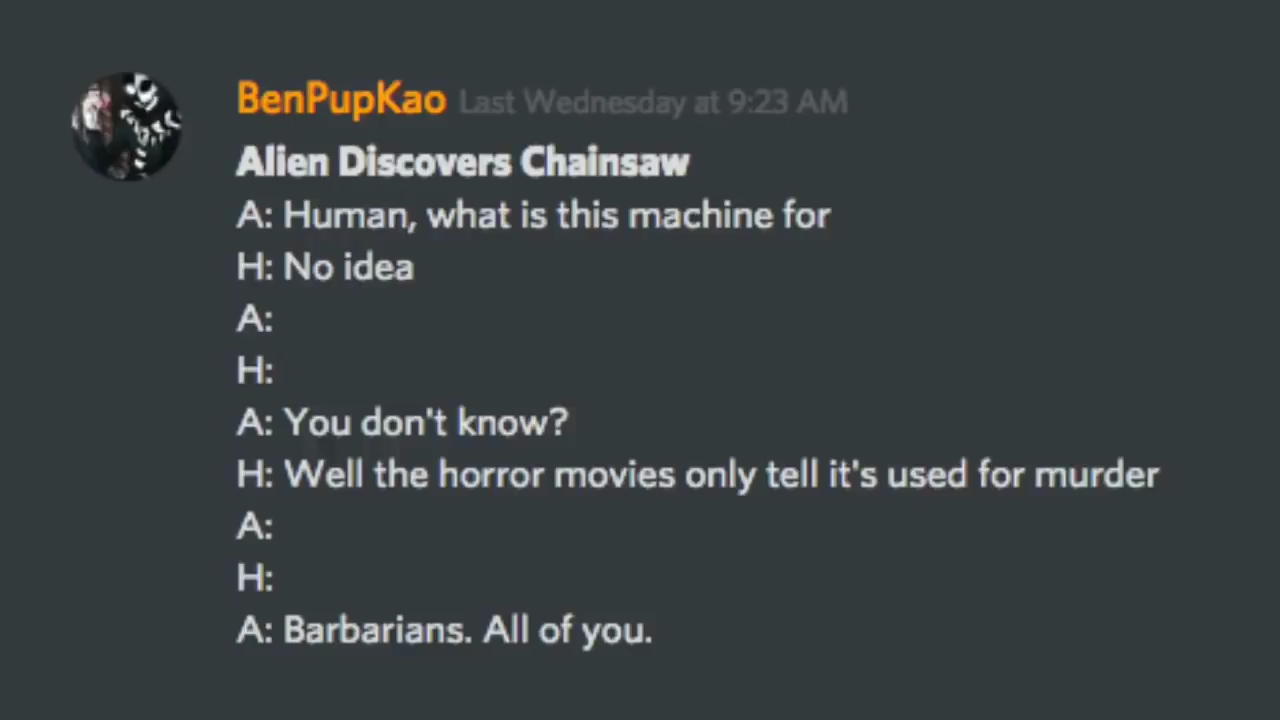 BenPupKao Last Wednesday at 9:23 AM
Alien Discovers Chainsaw
A: Human, what is this machine for
H: No idea
A:
H:
A: You don't know?
H: Well the horror movies only tell it's used for murder
A:
H:
A: Barbarians. All of you.